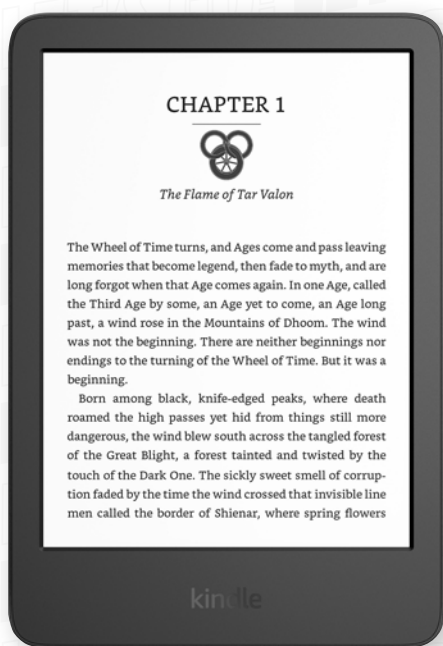 CHAPTER 1
The Flame of Tar Valon
The Wheel of Time turns, and Ages come and pass leaving
memories that become legend, then fade to myth, and are
long forgot when that Age comes again. In one Age, called
the Third Age by some, an Age yet to come, an Age long
past, a wind rose in the Mountains of Dhoom. The wind
was not the beginning. There are neither beginnings nor
endings to the turning of the Wheel of Time. But it was a
beginning.
Born among black, knife-edged peaks, where death
roamed the high passes yet hid from things still more
dangerous, the wind blew south across the tangled forest
of the Great Blight, a forest tainted and twisted by the
touch of the Dark One. The sickly sweet smell of corrup-
tion faded by the time the wind crossed that invisible line
men called the border of Shienar, where spring flowers
kindle